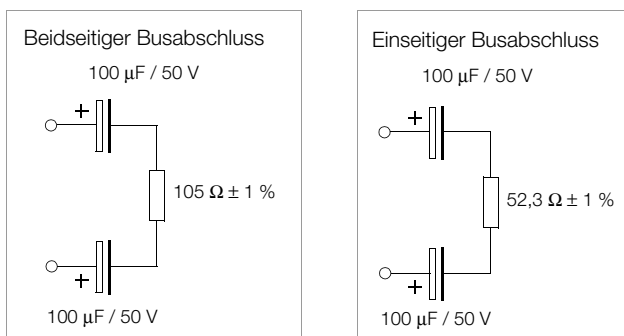 Beidseitiger Busabschluss
100 µF / 50 V
+
105 Ω ± 1 %
+
100 µF / 50 V
Einseitiger Busabschluss
100 µF / 50 V
+
52,3 Ω ± 1 %
+
100 µF / 50 V